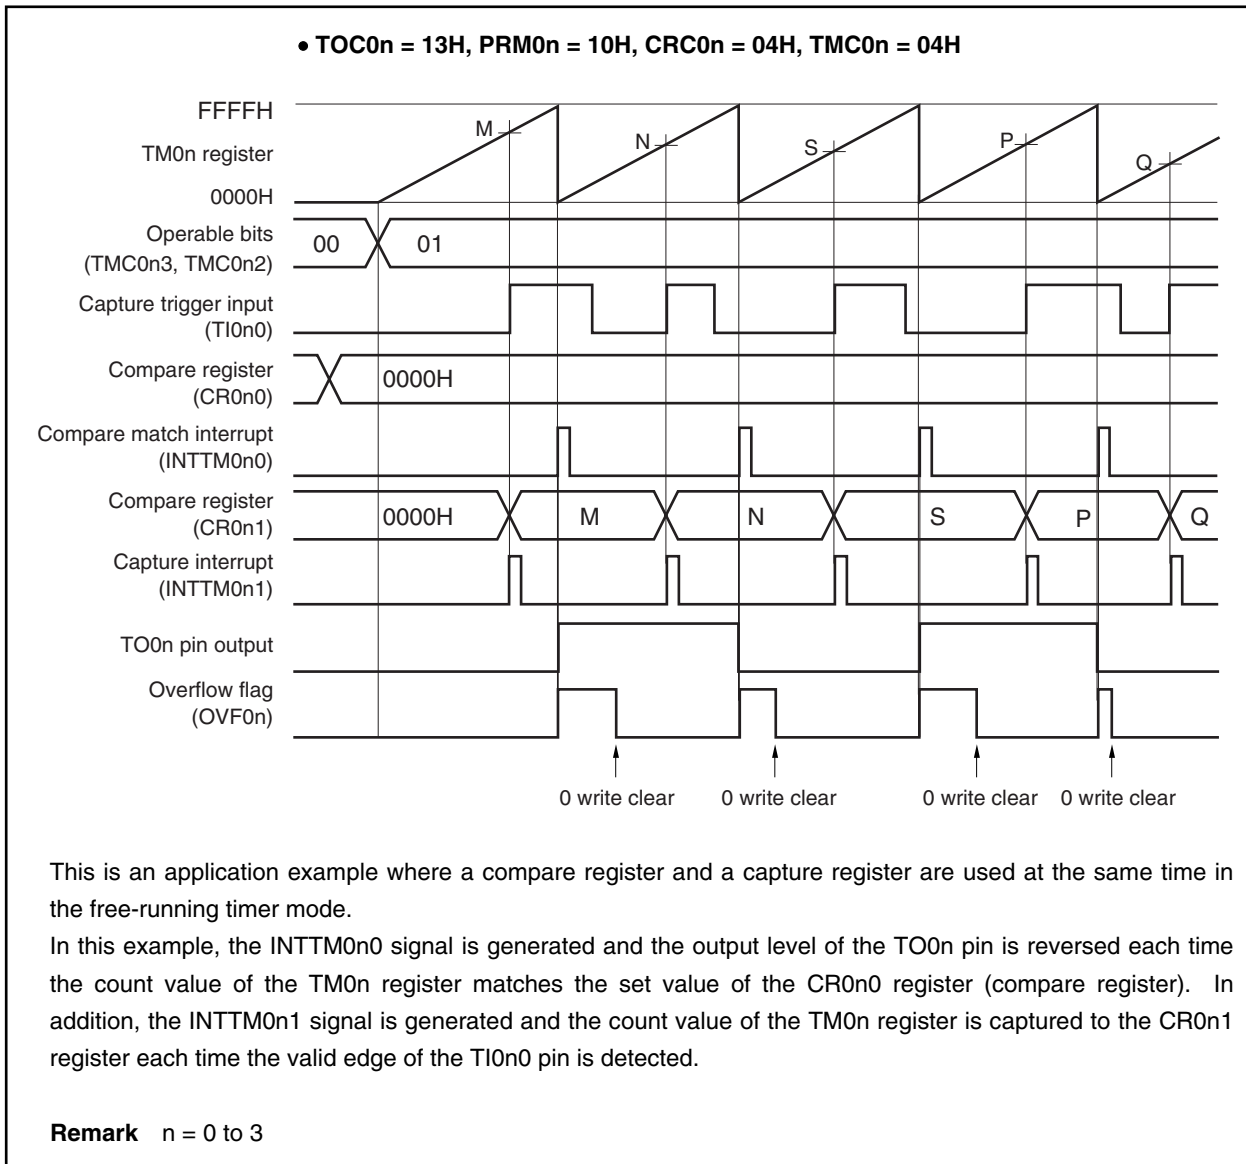 • TOC0n = 13H, PRM0n = 10H, CRC0n = 04H, TMC0n = 04H
FFFFH
TM0n register
0000H
M
N
S
P
Q
Operable bits
(TMC0n3, TMC0n2)
00
01
Capture trigger input
(TI0n0)
Compare register
(CR0n0)
0000H
Compare match interrupt
(INTTM0n0)
Compare register
(CR0n1)
0000H
M
N
S
P
Q
Capture interrupt
(INTTM0n1)
TO0n pin output
Overflow flag
(OVF0n)
0 write clear
0 write clear
0 write clear
0 write clear
This is an application example where a compare register and a capture register are used at the same time in
the free-running timer mode.
In this example, the INTTM0n0 signal is generated and the output level of the TO0n pin is reversed each time
the count value of the TM0n register matches the set value of the CR0n0 register (compare register). In
addition, the INTTM0n1 signal is generated and the count value of the TM0n register is captured to the CR0n1
register each time the valid edge of the TI0n0 pin is detected.
Remark n = 0 to 3